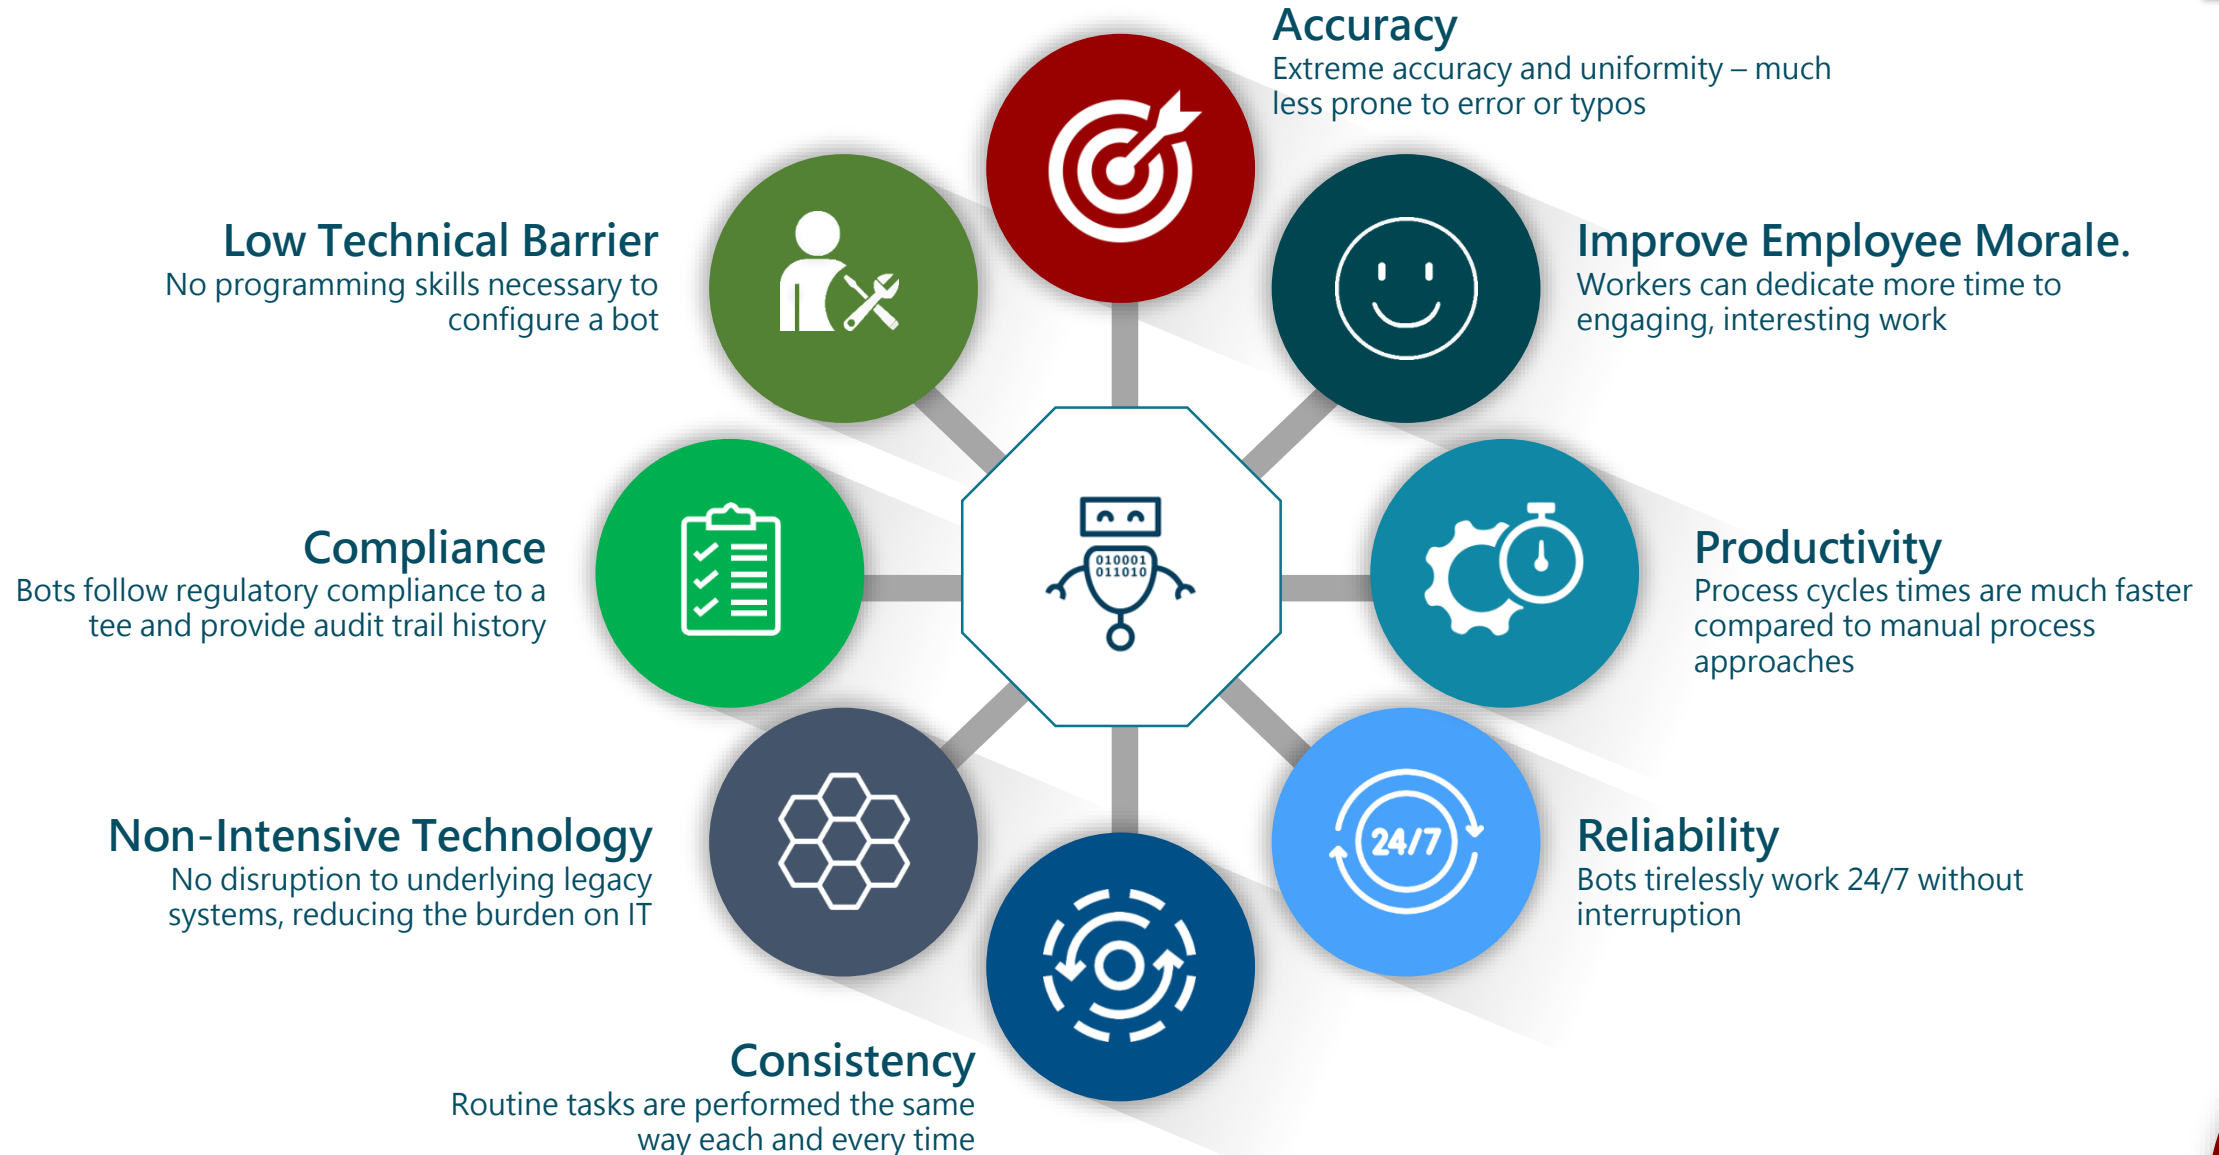 Accuracy
Extreme accuracy and uniformity – much
less prone to error or typos
Improve Employee Morale.
Workers can dedicate more time to
engaging, interesting work
Productivity
Process cycles times are much faster
compared to manual process
approaches
Reliability
Bots tirelessly work 24/7 without
interruption
24/7
Consistency
Routine tasks are performed the same
way each and every time
Non-Intensive Technology
No disruption to underlying legacy
systems, reducing the burden on IT
Compliance
Bots follow regulatory compliance to a
tee and provide audit trail history
Low Technical Barrier
No programming skills necessary to
configure a bot
010001
011010